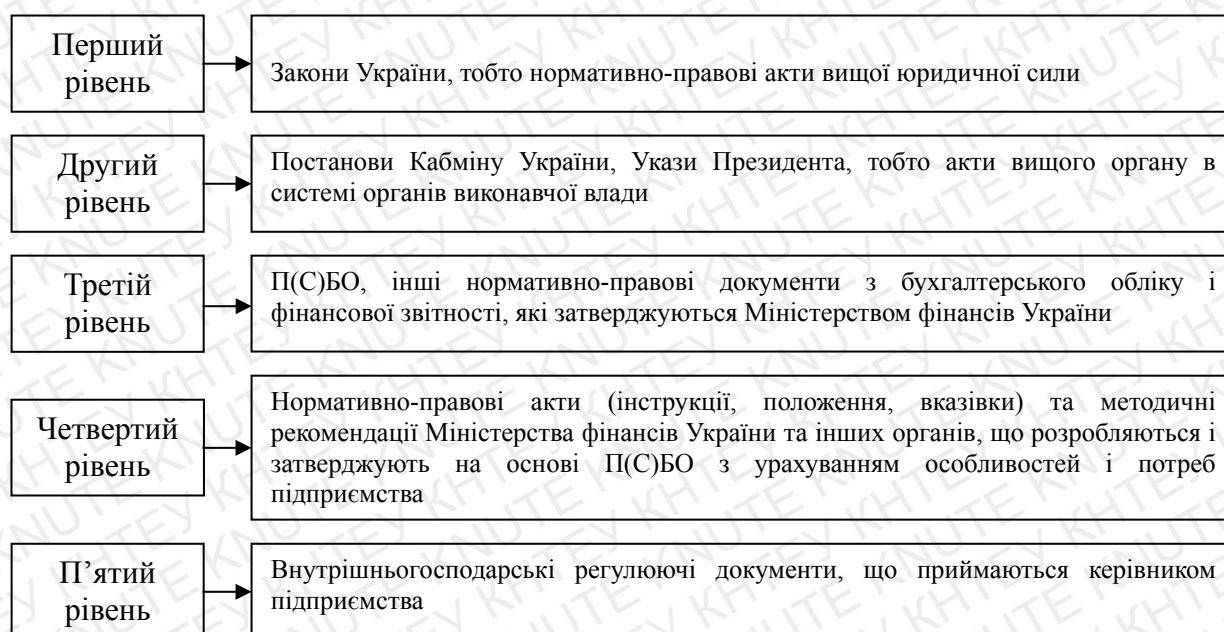 Перший
рівень
Закони України, тобто нормативно-правові акти вищої юридичної сили
Другий
рівень
Постанови Кабміну України, Укази Президента, тобто акти вищого органу в
системі органів виконавчої влади
Третій
рівень
П(С)БО, інші нормативно-правові документи з бухгалтерського обліку і
фінансової звітності, які затверджуються Міністерством фінансів України
Четвертий
рівень
Нормативно-правові акти (інструкції, положення, вказівки) та методичні
рекомендації Міністерства фінансів України та інших органів, що розробляються і
затверджують на основі П(С)БО з урахуванням особливостей і потреб
підприємства
П’ятий
рівень
Внутрішньогосподарські регулюючі документи, що приймаються керівником
підприємства